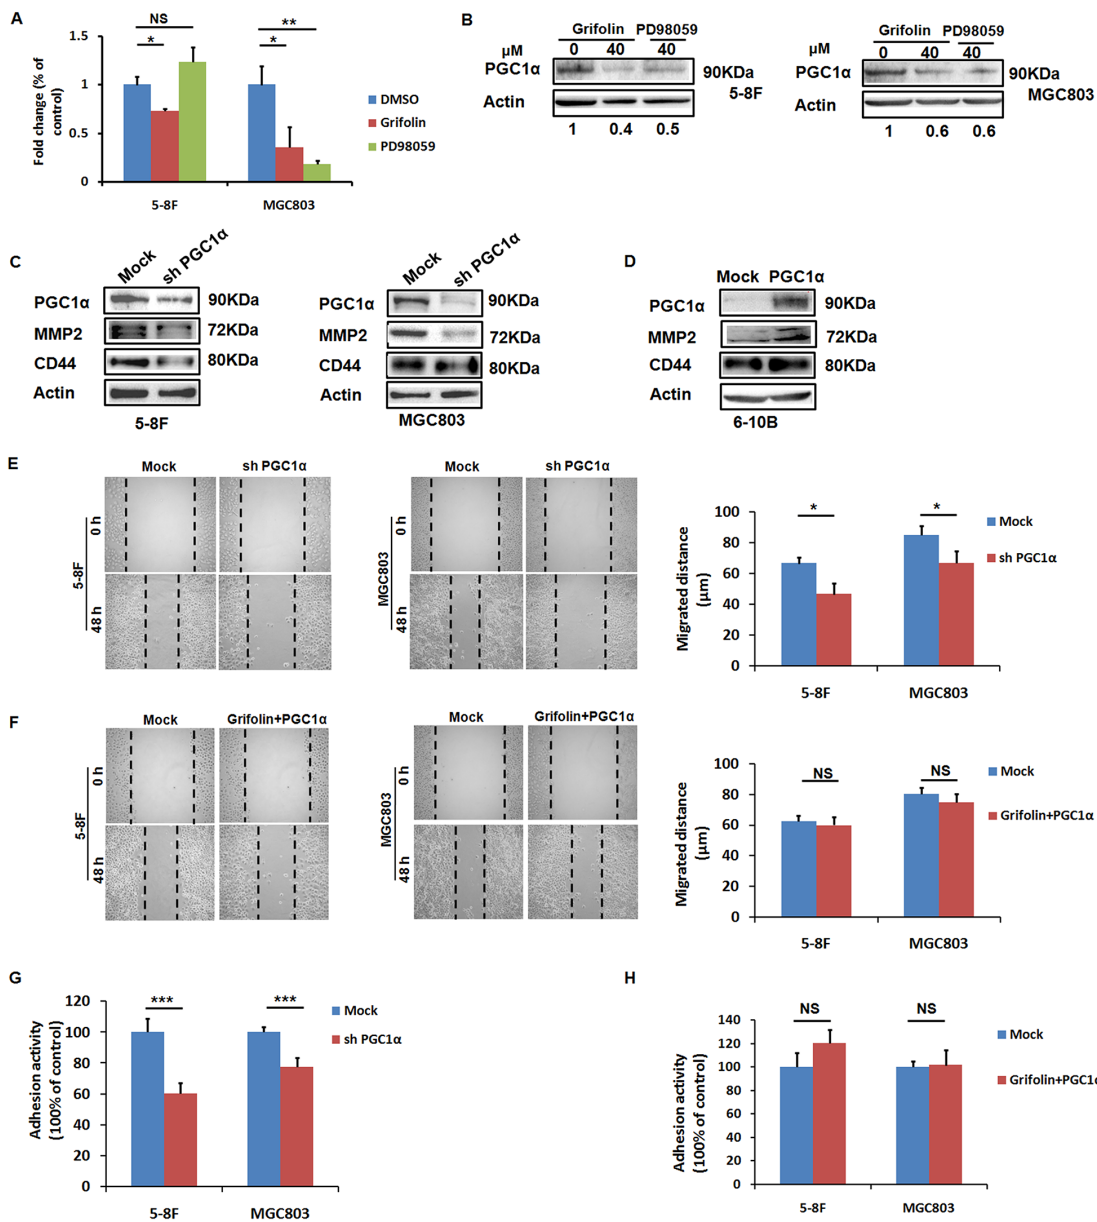 A
NS
**
*
*
1.5
1
0.5
0
Fold change (% of
control)
DMSO
Grifolin
PD98059
5-8F
MGC803
B
Grifolin PD98059
µM 0 40 40
PGC1α 90KDa
5-8F
Actin
1 0.4 0.5
Grifolin PD98059
µM 0 40 40
PGC1α 90KDa
MGC803
Actin
1 0.6 0.6
C
Mock sh PGC1α
PGC1α 90KDa
MMP2 72KDa
CD44 80KDa
Actin
5-8F
Mock sh PGC1α
PGC1α 90KDa
MMP2 72KDa
CD44 80KDa
Actin
MGC803
D
Mock PGC1α
PGC1α 90KDa
MMP2 72KDa
CD44 80KDa
Actin
6-10B
E
Mock sh PGC1α
5-8F
0 h
48 h
Mock sh PGC1α
MGC803
0 h
48 h
Migrated distance
(µm)
100
80
60
40
20
0
* *
Mock
sh PGC1α
5-8F MGC803
F
Mock Grifolin+PGC1α
5-8F
0 h
48 h
Mock Grifolin+PGC1α
MGC803
0 h
48 h
Migrated distance
(µm)
100
80
60
40
20
0
NS NS
Mock
Grifolin+PGC1α
5-8F MGC803
G
Adhesion activity
(100% of control)
120
100
80
60
40
20
0
*** ***
Mock
sh PGC1α
5-8F MGC803
H
Adhesion activity
(100% of control)
140
120
100
80
60
40
20
0
NS NS
Mock
Grifolin+PGC1α
5-8F MGC803